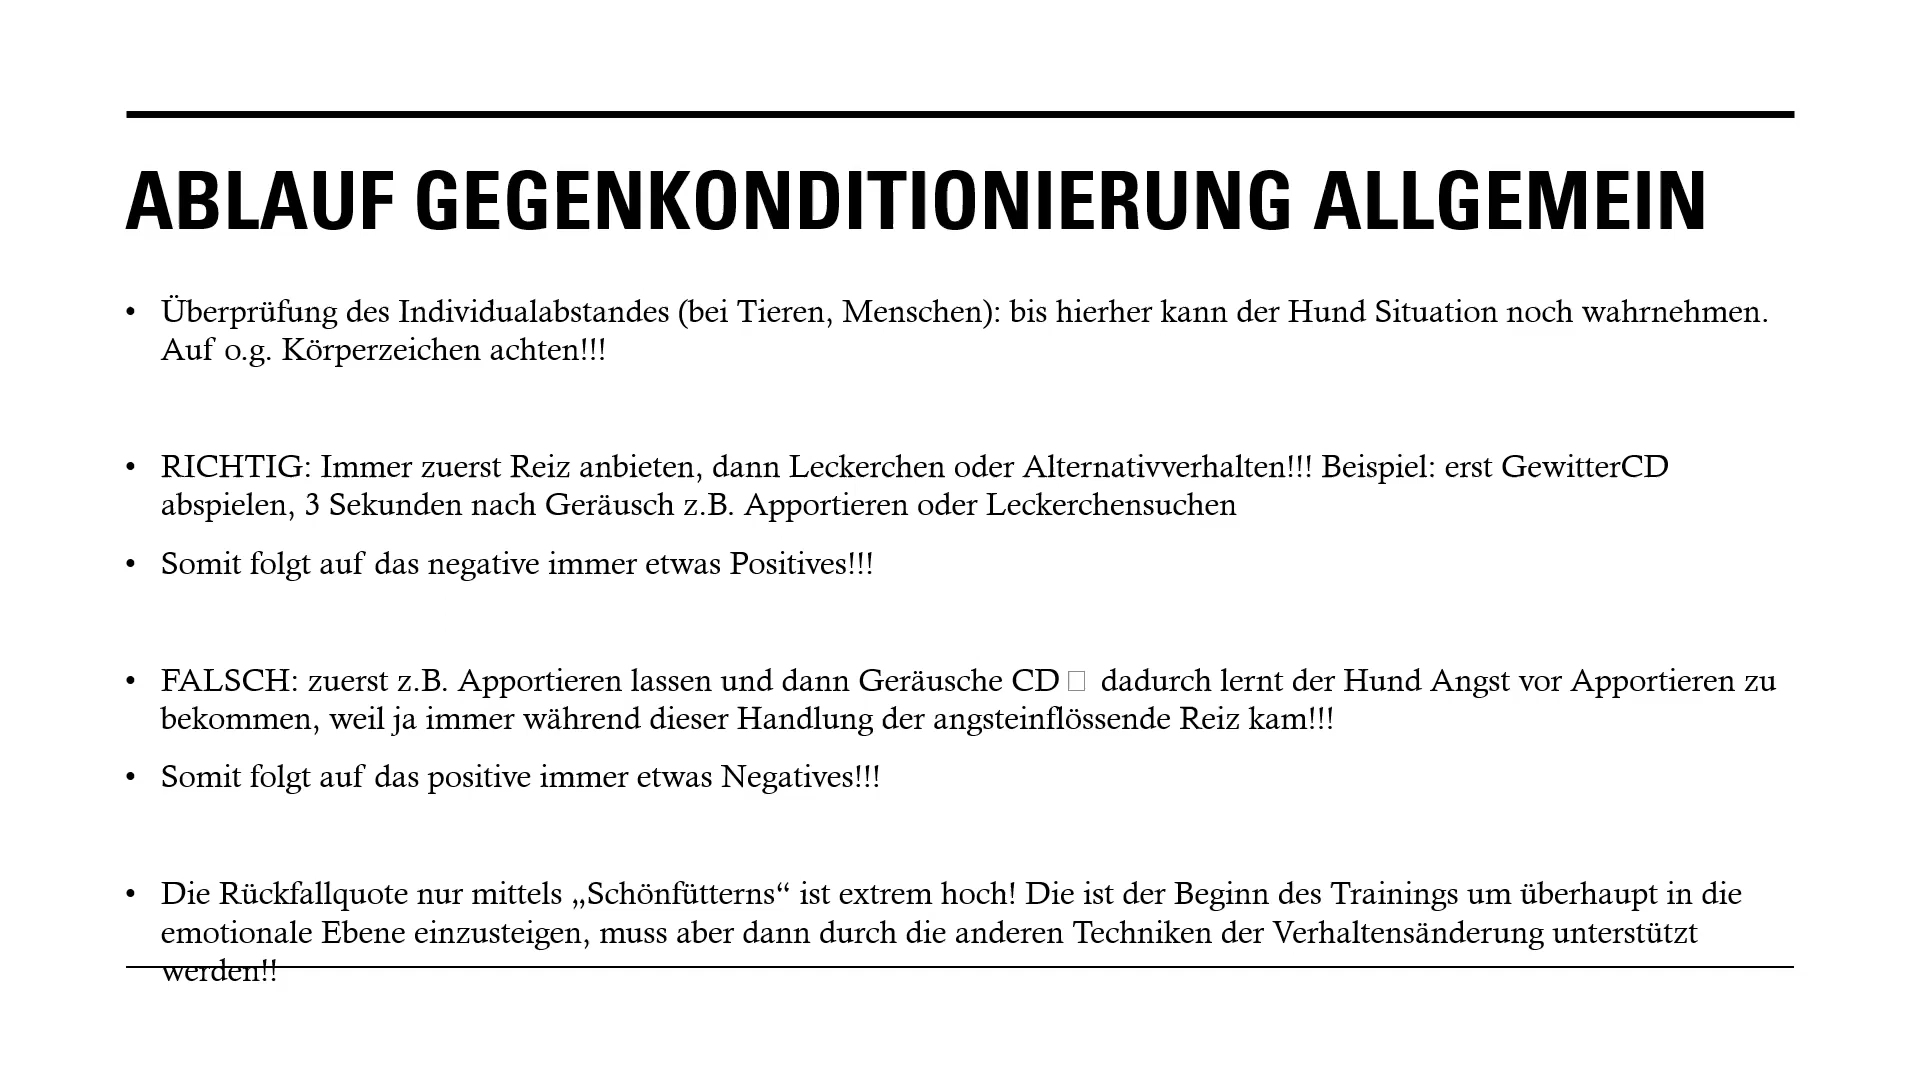 ABLAUF GEGENKONDITIONIERUNG ALLGEMEIN
• Überprüfung des Individualabstandes (bei Tieren, Menschen): bis hierher kann der Hund Situation noch wahrnehmen.
Auf o.g. Körperzeichen achten!!!
• RICHTIG: Immer zuerst Reiz anbieten, dann Leckerchen oder Alternativverhalten!!! Beispiel: erst GewitterCD
abspielen, 3 Sekunden nach Geräusch z.B. Apportieren oder Leckerchensuchen
• Somit folgt auf das negative immer etwas Positives!!!
• FALSCH: zuerst z.B. Apportieren lassen und dann Geräusche CD □ dadurch lernt der Hund Angst vor Apportieren zu
bekommen, weil ja immer während dieser Handlung der angsteinflössende Reiz kam!!!
• Somit folgt auf das positive immer etwas Negatives!!!
• Die Rückfallquote nur mittels „Schönfütterns“ ist extrem hoch! Die ist der Beginn des Trainings um überhaupt in die
emotionale Ebene einzusteigen, muss aber dann durch die anderen Techniken der Verhaltensänderung unterstützt
werden!!